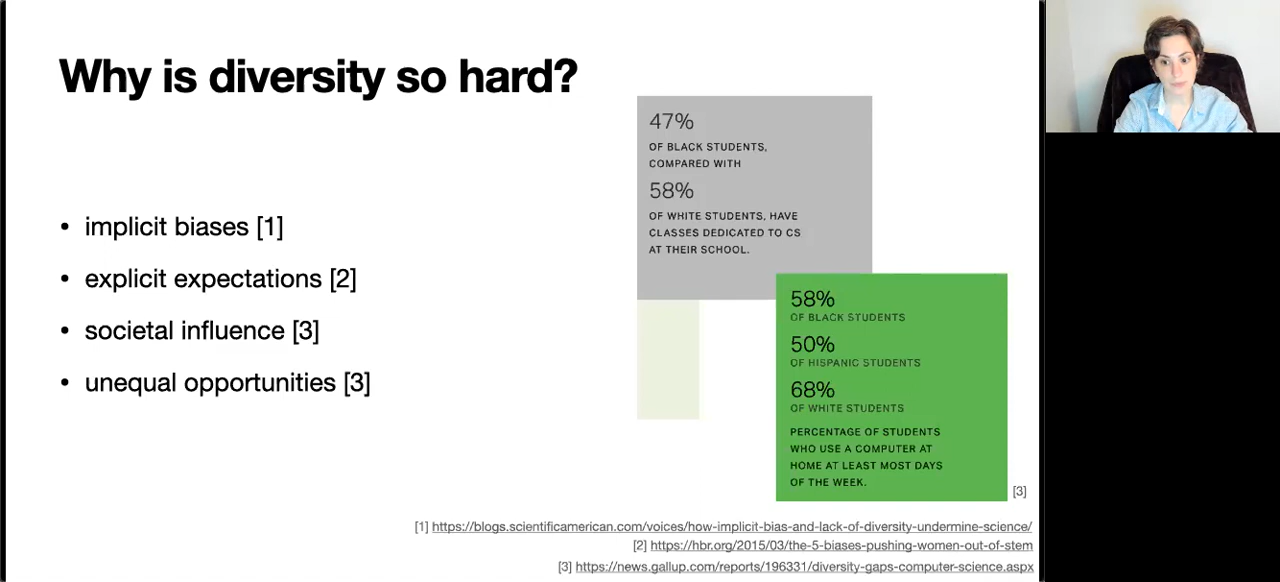 Why is diversity so hard?
• implicit biases [1]
• explicit expectations [2]
• societal influence [3]
• unequal opportunities [3]
47%
OF BLACK STUDENTS,
COMPARED WITH
58%
OF WHITE STUDENTS, HAVE
CLASSES DEDICATED TO CS
AT THEIR SCHOOL.
58%
OF BLACK STUDENTS
50%
OF HISPANIC STUDENTS
68%
OF WHITE STUDENTS
PERCENTAGE OF STUDENTS
WHO USE A COMPUTER AT
HOME AT LEAST MOST DAYS
OF THE WEEK.
[3]
[1] https://blogs.scientificamerican.com/voices/how-implicit-bias-and-lack-of-diversity-undermine-science/
[2] https://hbr.org/2015/03/the-5-biases-pushing-women-out-of-stem
[3] https://news.gallup.com/reports/196331/diversity-gaps-computer-science.aspx